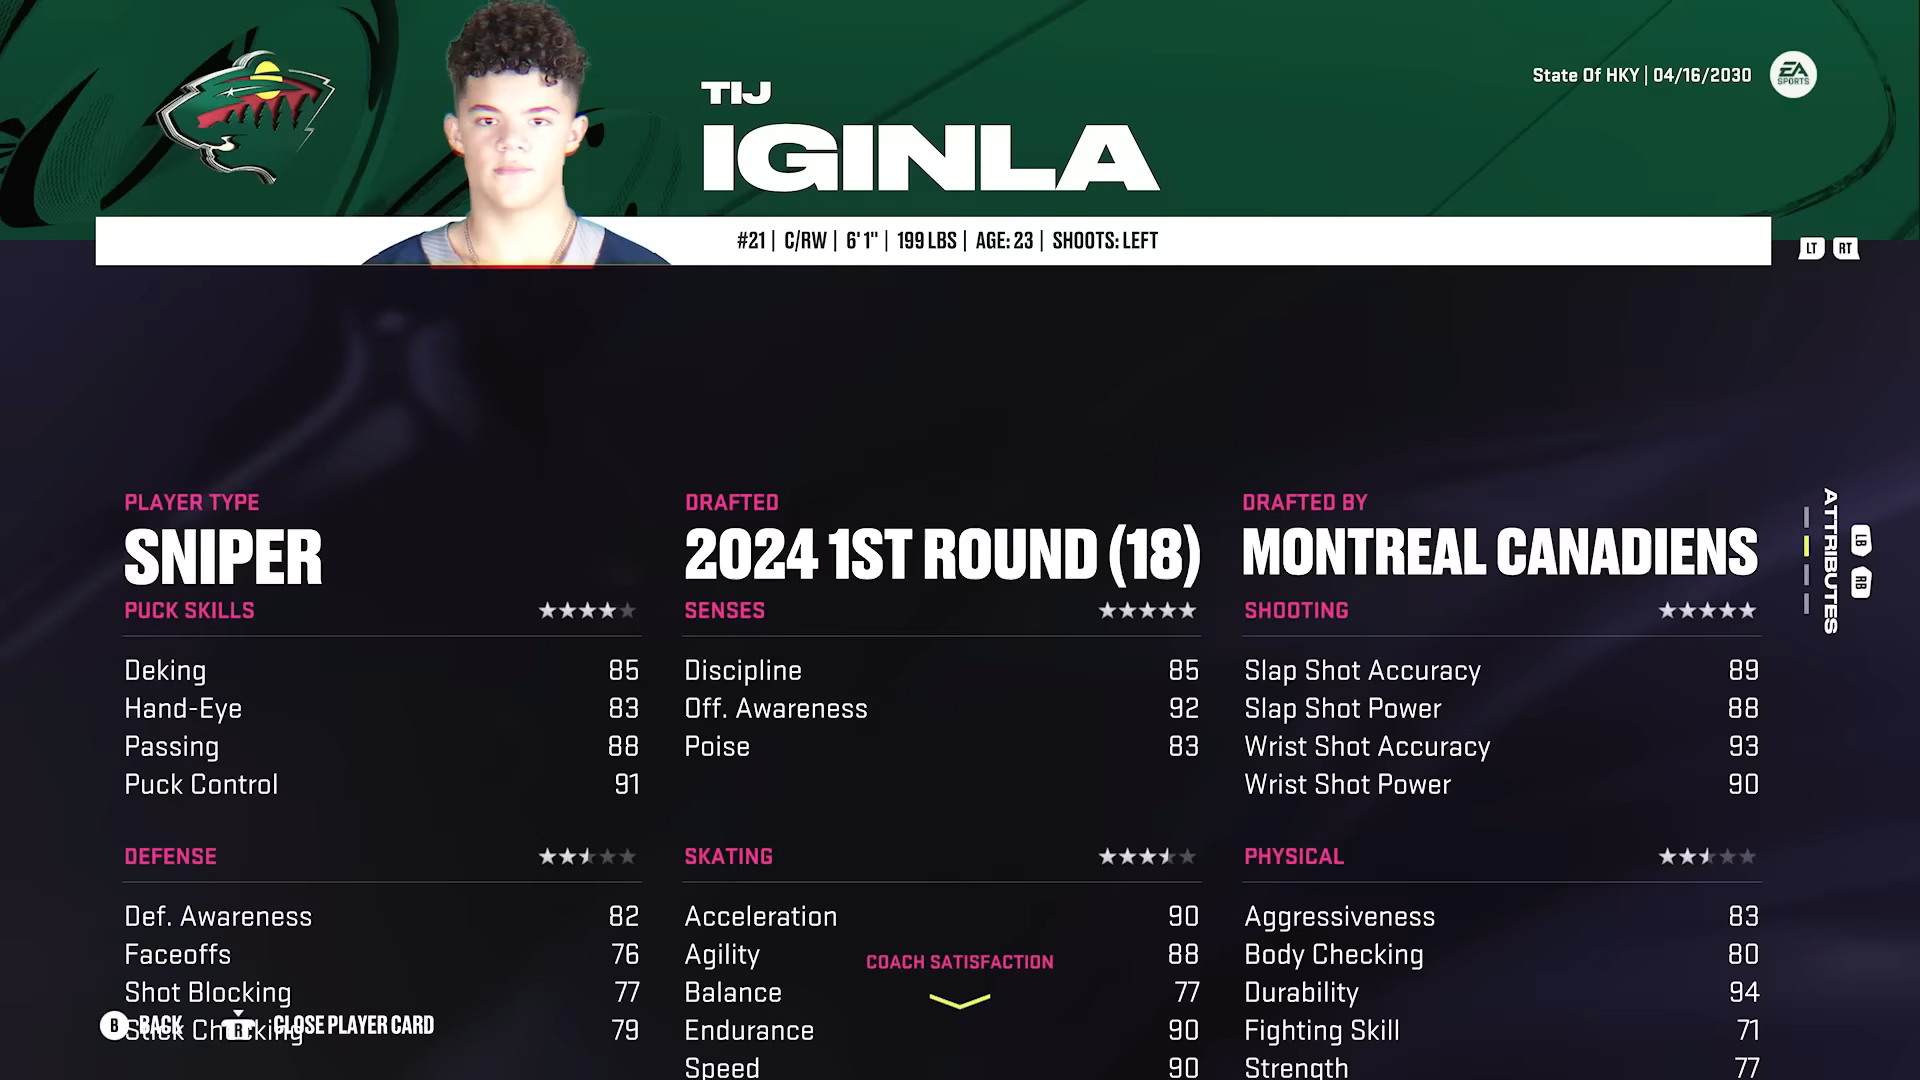 State Of HKY | 04/16/2030
EA SPORTS
TIJ
IGINLA
#21 | C/RW | 6'1" | 199 LBS | AGE: 23 | SHOOTS: LEFT
LT RT
PLAYER TYPE
SNIPER
DRAFTED
2024 1ST ROUND (18)
DRAFTED BY
MONTREAL CANADIENS
ATTRIBUTES
LB RB
PUCK SKILLS
Deking 85
Hand-Eye 83
Passing 88
Puck Control 91
SENSES
Discipline 85
Off. Awareness 92
Poise 83
SHOOTING
Slap Shot Accuracy 89
Slap Shot Power 88
Wrist Shot Accuracy 93
Wrist Shot Power 90
DEFENSE
Def. Awareness 82
Faceoffs 76
Shot Blocking 77
Stick Checking 79
SKATING
Acceleration 90
Agility 88
Balance 77
Endurance 90
Speed 90
PHYSICAL
Aggressiveness 83
Body Checking 80
Durability 94
Fighting Skill 71
Strength 77
COACH SATISFACTION
B BACK R CLOSE PLAYER CARD